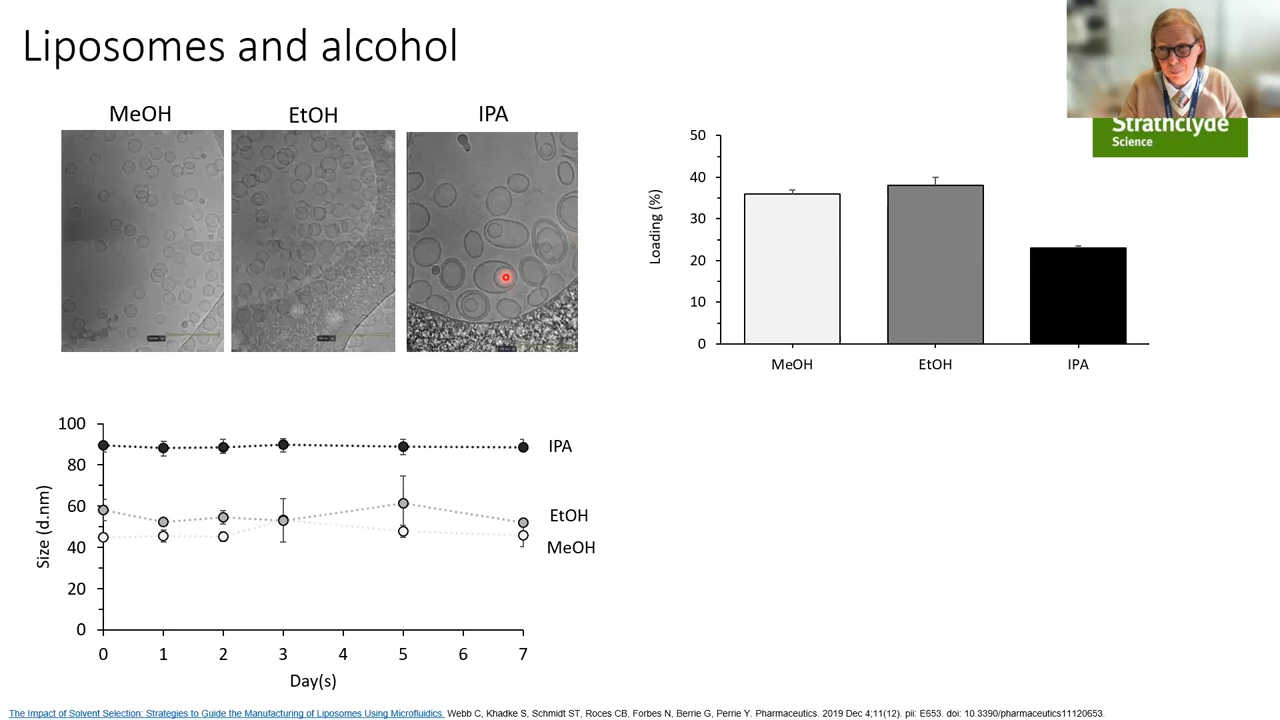 Liposomes and alcohol
MeOH
EtOH
IPA
Strathclyde
Science
50
40
30
20
10
0
Loading (%)
MeOH
EtOH
IPA
100
80
60
40
20
0
Size (d.nm)
IPA
EtOH
MeOH
0 1 2 3 4 5 6 7
Day(s)
The Impact of Solvent Selection: Strategies to Guide the Manufacturing of Liposomes Using Microfluidics. Webb C, Khadke S, Schmidt ST, Roces CB, Forbes N, Berrie G, Perrie Y. Pharmaceutics. 2019 Dec 4;11(12). pii: E653. doi: 10.3390/pharmaceutics11120653.